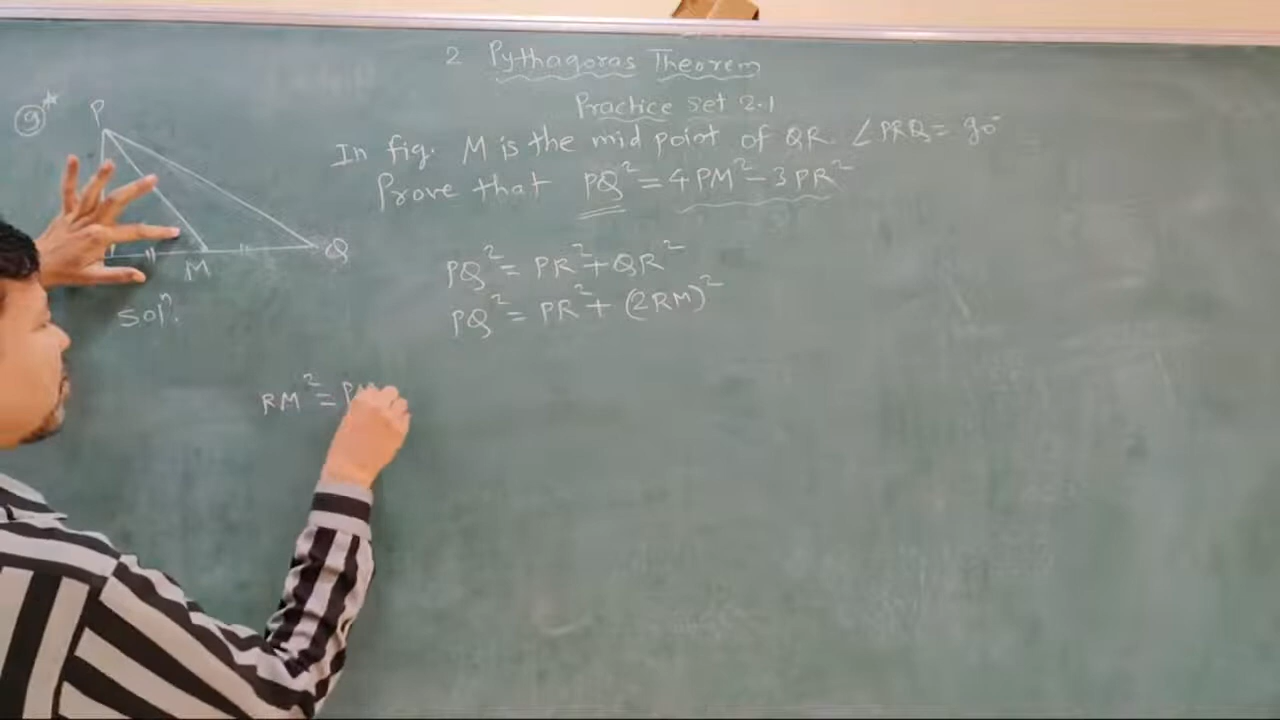 2 Pythagoras Theorem
Practice set 2.1
9*
In fig. M is the mid point of QR. ∠PRQ = 90°
Prove that PQ² = 4PM² - 3PR²
P
M
Q
PQ² = PR² + QR²
PQ² = PR² + (2RM)²
Solⁿ.
RM² = P